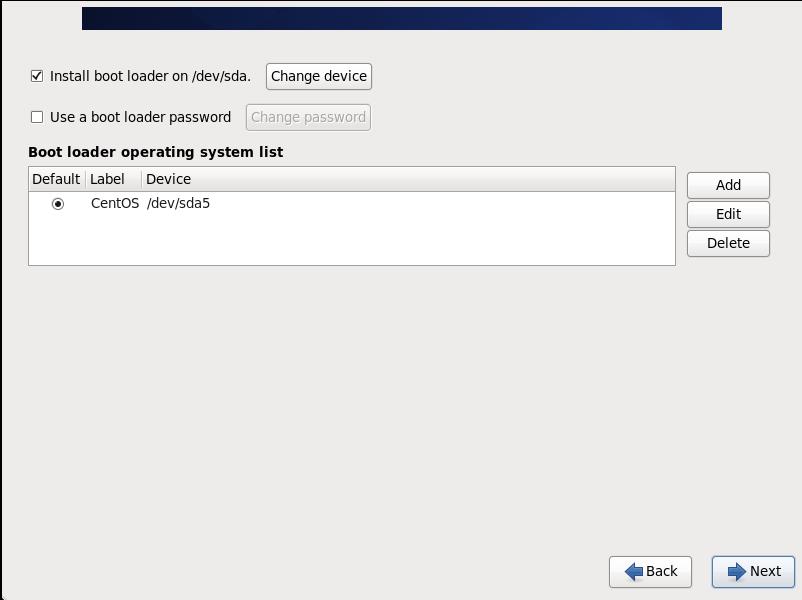 Install boot loader on /dev/sda. Change device
Use a boot loader password Change password
Boot loader operating system list
Default Label Device
CentOS /dev/sda5
Add
Edit
Delete
Back Next